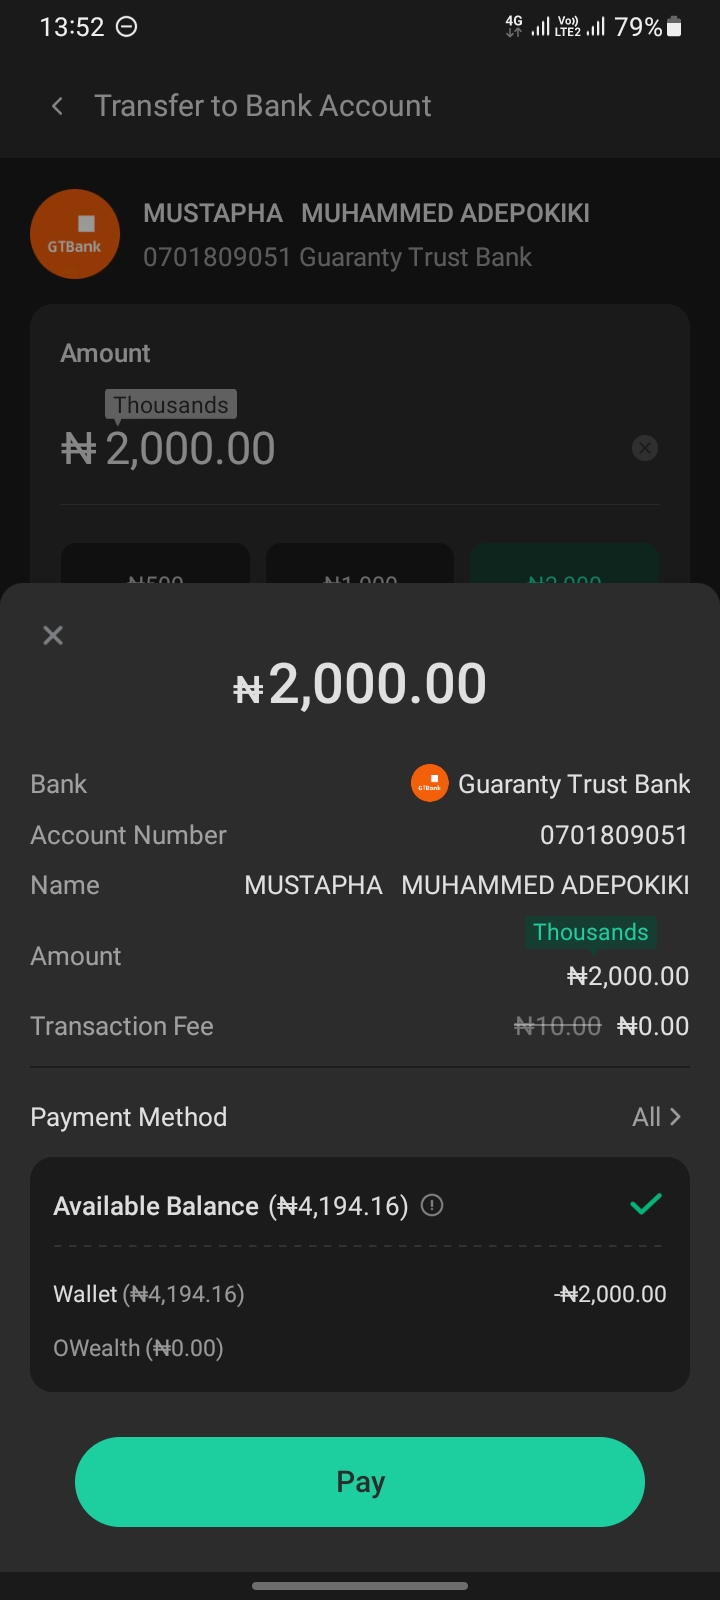 13:52
4G Vo)) LTE2 79%
Transfer to Bank Account
GTBank
MUSTAPHA MUHAMMED ADEPOKIKI
0701809051 Guaranty Trust Bank
Amount
Thousands
₦ 2,000.00
₦500 ₦1,000 ₦2,000
₦2,000.00
Bank GTBank Guaranty Trust Bank
Account Number 0701809051
Name MUSTAPHA MUHAMMED ADEPOKIKI
Thousands
Amount
₦2,000.00
Transaction Fee ₦10.00 ₦0.00
Payment Method All
Available Balance (₦4,194.16)
Wallet (₦4,194.16) -₦2,000.00
OWealth (₦0.00)
Pay